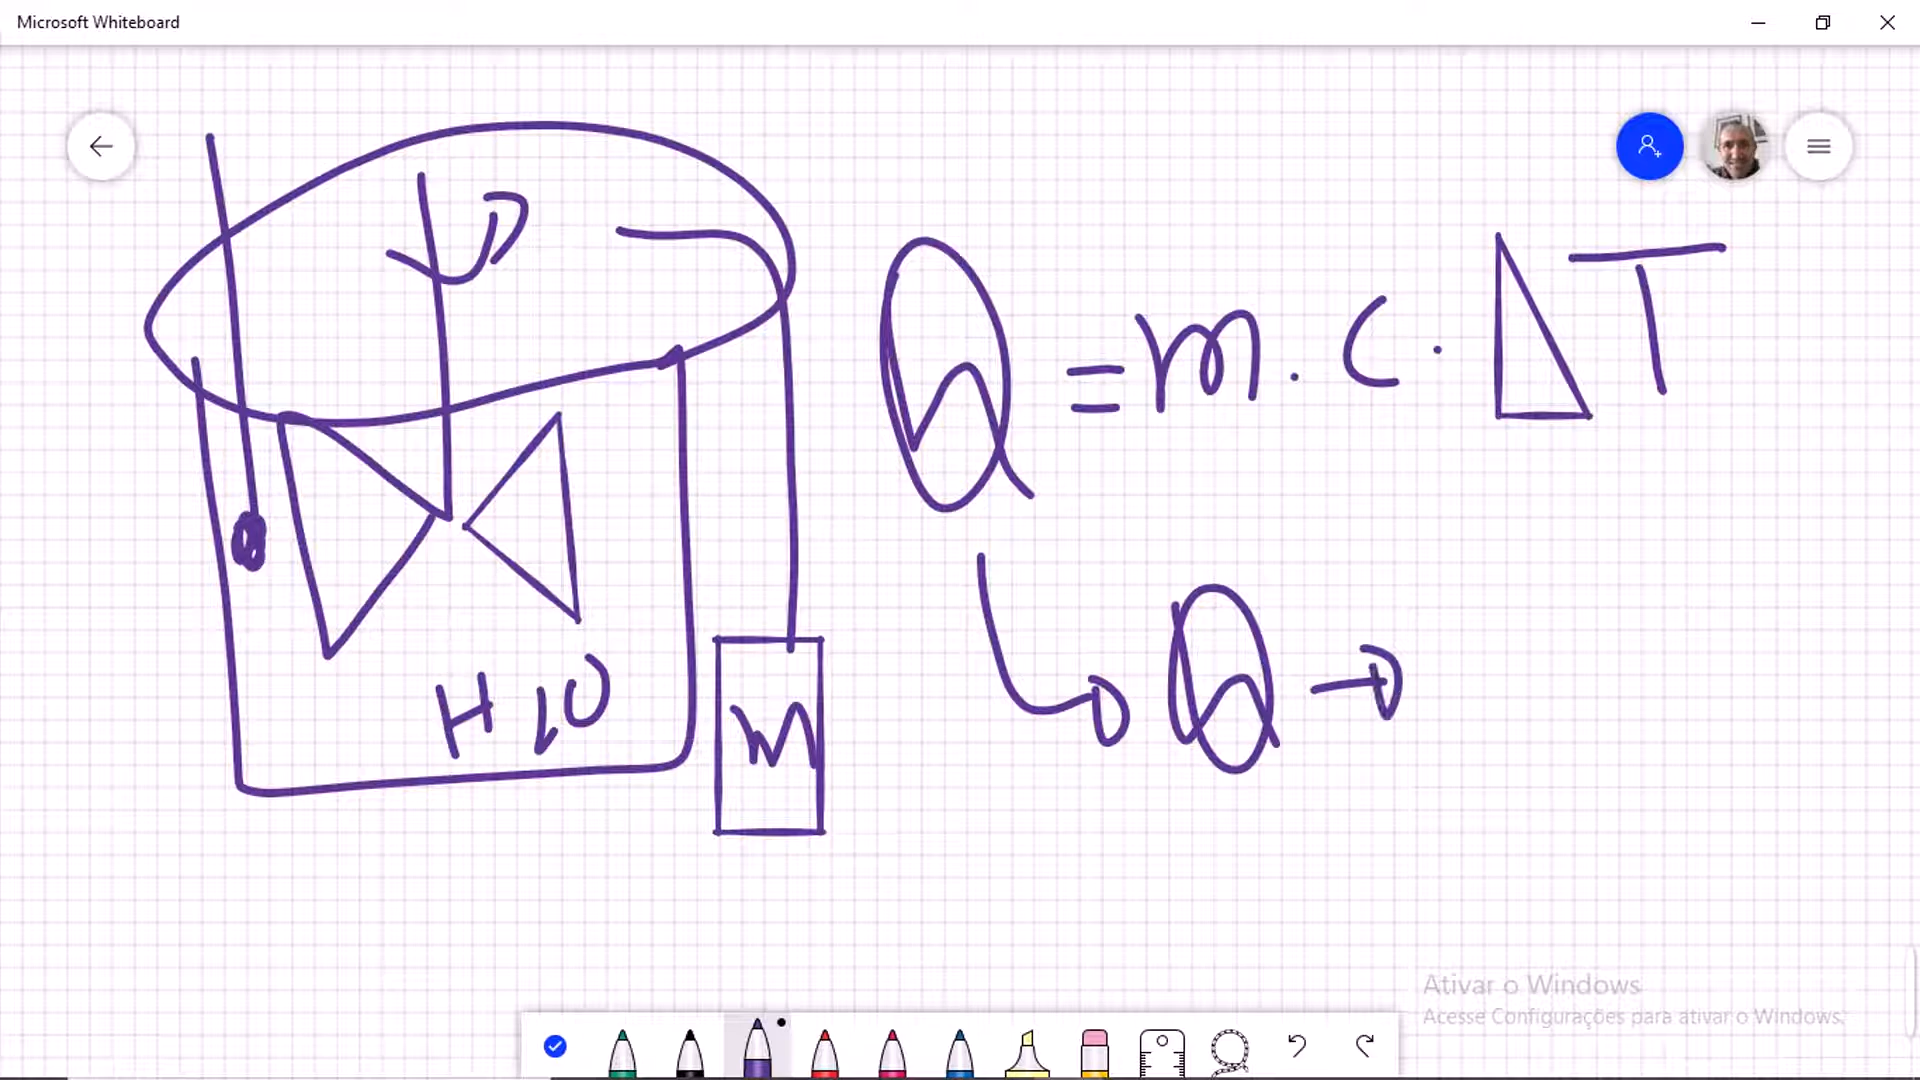 Microsoft Whiteboard
Q = m . c . ΔT
Q →
H2O
m
Ativar o Windows
Acesse Configurações para ativar o Windows.